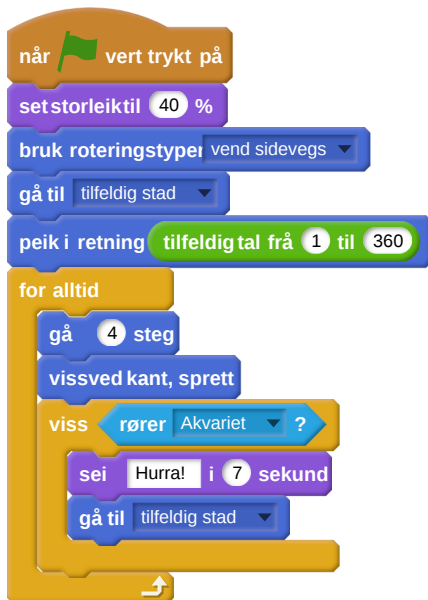 når vert trykt på
set storleik til 40 %
bruk roteringstypen vend sidevegs
gå til tilfeldig stad
peik i retning tilfeldig tal frå 1 til 360
for alltid
gå 4 steg
viss ved kant, sprett
viss rører Akvariet ?
sei Hurra! i 7 sekund
gå til tilfeldig stad